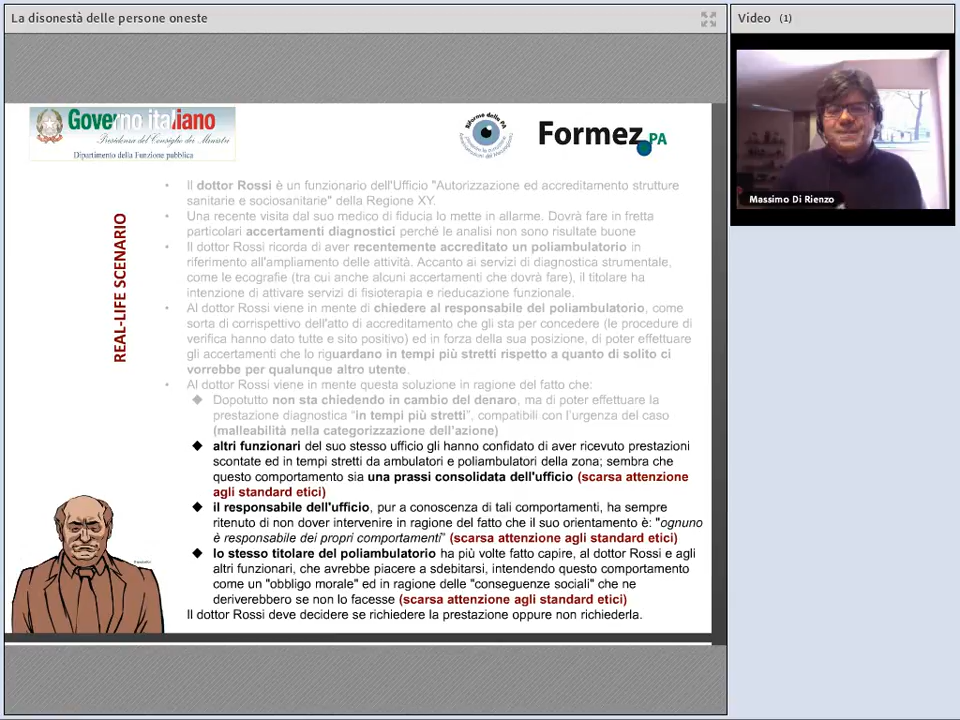 La disonestà delle persone oneste
Video (1)
Governo italiano
Presidenza del Consiglio dei Ministri
Dipartimento della Funzione pubblica
Riforme delle PA
Formez PA
Massimo Di Rienzo
REAL-LIFE SCENARIO
• Il dottor Rossi è un funzionario dell'Ufficio "Autorizzazione ed accreditamento strutture
sanitarie e sociosanitarie" della Regione XY.
• Una recente visita dal suo medico di fiducia lo mette in allarme. Dovrà fare in fretta
particolari accertamenti diagnostici perché le analisi non sono risultate buone
• Il dottor Rossi ricorda di aver recentemente accreditato un poliambulatorio in
riferimento all'ampliamento delle attività. Accanto ai servizi di diagnostica strumentale,
come le ecografie (tra cui anche alcuni accertamenti che dovrà fare), il titolare ha
intenzione di attivare servizi di fisioterapia e rieducazione funzionale.
• Al dottor Rossi viene in mente di chiedere al responsabile del poliambulatorio, come
sorta di corrispettivo dell'atto di accreditamento che gli sta per concedere (le procedure di
verifica hanno dato tutte e sito positivo) ed in forza della sua posizione, di poter effettuare
gli accertamenti che lo riguardano in tempi più stretti rispetto a quanto di solito ci
vorrebbe per qualunque altro utente.
• Al dottor Rossi viene in mente questa soluzione in ragione del fatto che:
◆ Dopotutto non sta chiedendo in cambio del denaro, ma di poter effettuare la
prestazione diagnostica “in tempi più stretti”, compatibili con l’urgenza del caso
(malleabilità nella categorizzazione dell’azione)
◆ altri funzionari del suo stesso ufficio gli hanno confidato di aver ricevuto prestazioni
scontate ed in tempi stretti da ambulatori e poliambulatori della zona; sembra che
questo comportamento sia una prassi consolidata dell'ufficio (scarsa attenzione
agli standard etici)
◆ il responsabile dell'ufficio, pur a conoscenza di tali comportamenti, ha sempre
ritenuto di non dover intervenire in ragione del fatto che il suo orientamento è: "ognuno
è responsabile dei propri comportamenti" (scarsa attenzione agli standard etici)
◆ lo stesso titolare del poliambulatorio ha più volte fatto capire, al dottor Rossi e agli
altri funzionari, che avrebbe piacere a sdebitarsi, intendendo questo comportamento
come un "obbligo morale" ed in ragione delle "conseguenze sociali" che ne
deriverebbero se non lo facesse (scarsa attenzione agli standard etici)
Il dottor Rossi deve decidere se richiedere la prestazione oppure non richiederla.